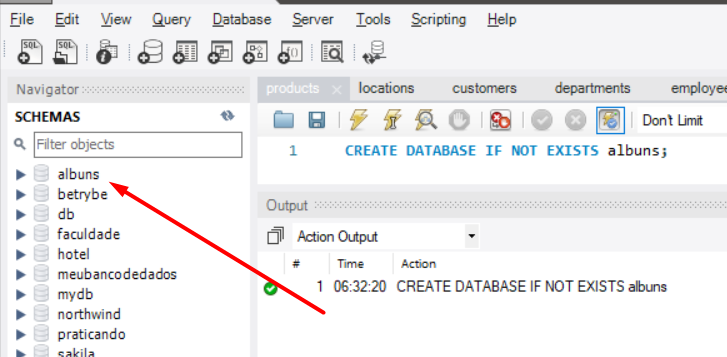 File Edit View Query Database Server Tools Scripting Help
SQL SQL
Navigator
SCHEMAS
Filter objects
albuns
betrybe
db
faculdade
hotel
meubancodedados
mydb
northwind
praticando
sakila
products locations customers departments employee
Don't Limit
1 CREATE DATABASE IF NOT EXISTS albuns;
Output
Action Output
# Time Action
1 06:32:20 CREATE DATABASE IF NOT EXISTS albuns